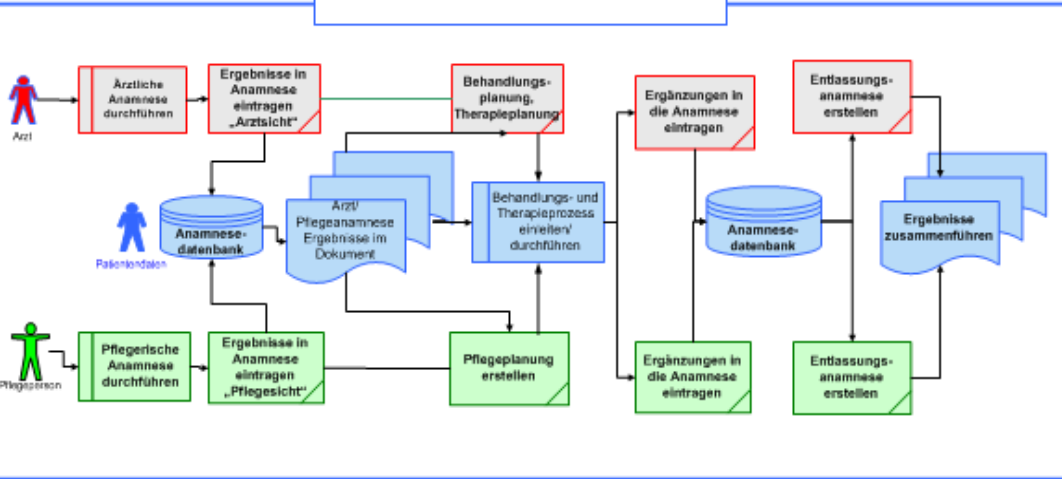 Arzt
Ärztliche
Anamnese
durchführen
Ergebnisse in
Anamnese
eintragen
„Arztsicht“
Behandlungs-
planung,
Therapieplanung
Ergänzungen in
die Anamnese
eintragen
Entlassungs-
anamnese
erstellen
Patientendaten
Anamnese-
datenbank
Arzt/
Pflegeanamnese
Ergebnisse im
Dokument
Behandlungs- und
Therapieprozess
einleiten/
durchführen
Anamnese-
datenbank
Ergebnisse
zusammenführen
Pflegeperson
Pflegerische
Anamnese
durchführen
Ergebnisse in
Anamnese
eintragen
„Pflegesicht“
Pflegeplanung
erstellen
Ergänzungen in
die Anamnese
eintragen
Entlassungs-
anamnese
erstellen